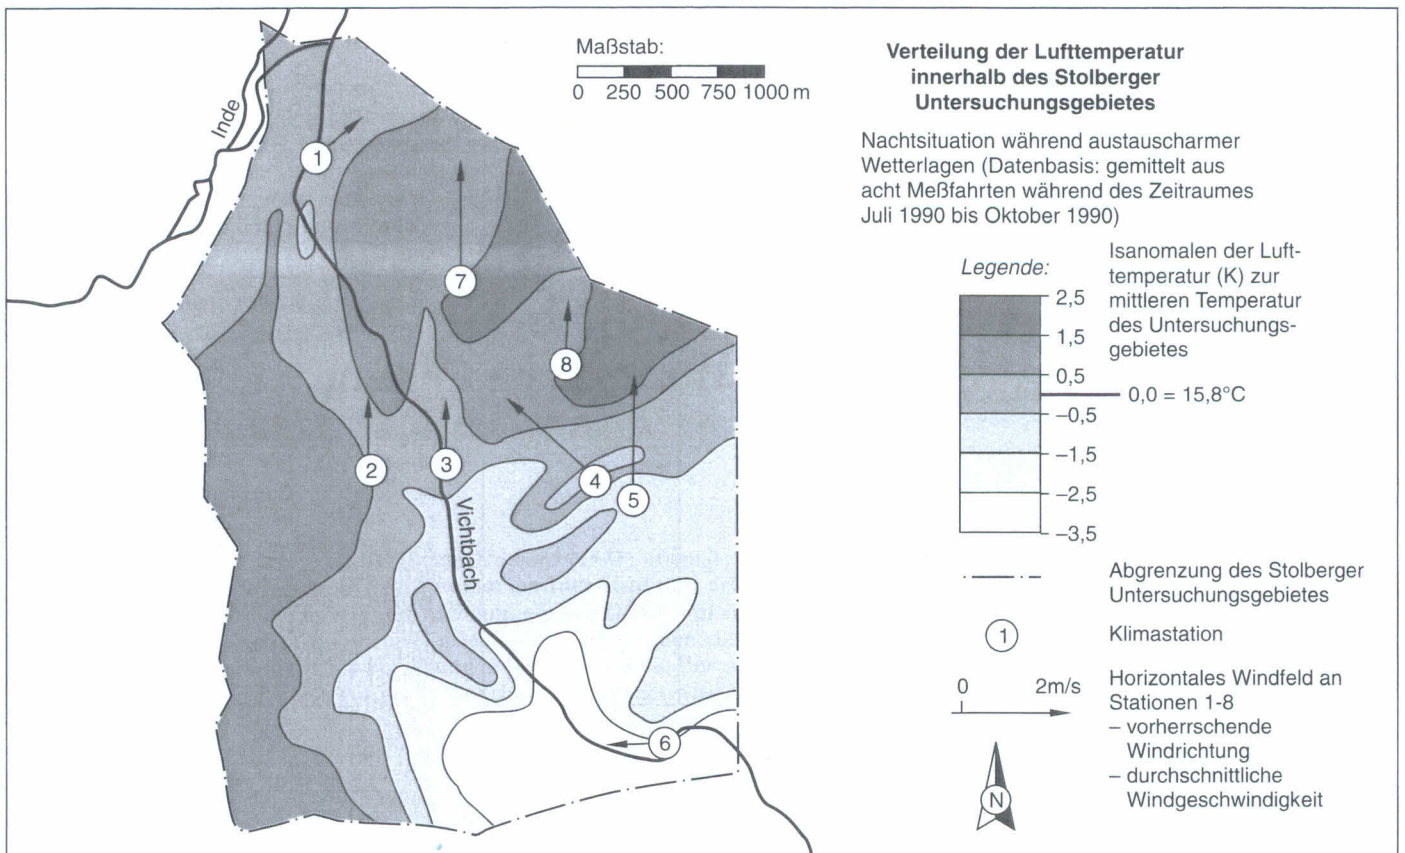 Maßstab:
0 250 500 750 1000 m
Verteilung der Lufttemperatur
innerhalb des Stolberger
Untersuchungsgebietes
Nachtsituation während austauscharmer
Wetterlagen (Datenbasis: gemittelt aus
acht Meßfahrten während des Zeitraumes
Juli 1990 bis Oktober 1990)
Legende:
Isanomalen der Luft-
temperatur (K) zur
mittleren Temperatur
des Untersuchungs-
gebietes
2,5
1,5
0,5
0,0 = 15,8°C
–0,5
–1,5
–2,5
–3,5
Abgrenzung des Stolberger
Untersuchungsgebietes
1
Klimastation
0 2m/s
Horizontales Windfeld an
Stationen 1-8
– vorherrschende
Windrichtung
– durchschnittliche
Windgeschwindigkeit
N
Inde
1
7
8
2
3
4
5
Vichtbach
6